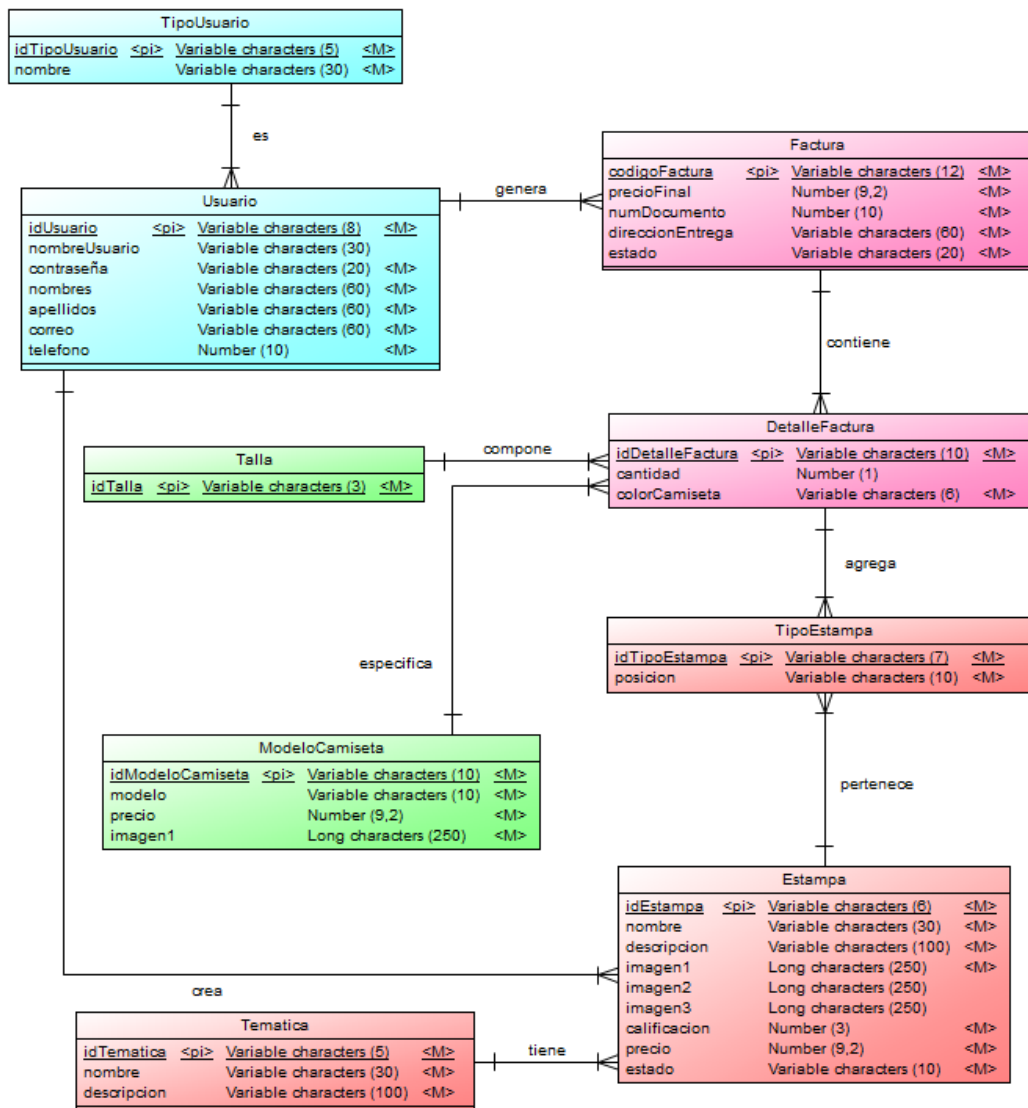 TipoUsuario
idTipoUsuario <pi> Variable characters (5) <M>
nombre Variable characters (30) <M>
es
Usuario
idUsuario <pi> Variable characters (8) <M>
nombreUsuario Variable characters (30)
contraseña Variable characters (20) <M>
nombres Variable characters (60) <M>
apellidos Variable characters (60) <M>
correo Variable characters (60) <M>
telefono Number (10) <M>
genera
Factura
codigoFactura <pi> Variable characters (12) <M>
precioFinal Number (9,2) <M>
numDocumento Number (10) <M>
direccionEntrega Variable characters (60) <M>
estado Variable characters (20) <M>
contiene
DetalleFactura
idDetalleFactura <pi> Variable characters (10) <M>
cantidad Number (1)
colorCamiseta Variable characters (6) <M>
compone
Talla
idTalla <pi> Variable characters (3) <M>
agrega
TipoEstampa
idTipoEstampa <pi> Variable characters (7) <M>
posicion Variable characters (10) <M>
especifica
ModeloCamiseta
idModeloCamiseta <pi> Variable characters (10) <M>
modelo Variable characters (10) <M>
precio Number (9,2) <M>
imagen1 Long characters (250) <M>
pertenece
Estampa
idEstampa <pi> Variable characters (6) <M>
nombre Variable characters (30) <M>
descripcion Variable characters (100) <M>
imagen1 Long characters (250) <M>
imagen2 Long characters (250)
imagen3 Long characters (250)
calificacion Number (3) <M>
precio Number (9,2) <M>
estado Variable characters (10) <M>
crea
Tematica
idTematica <pi> Variable characters (5) <M>
nombre Variable characters (30) <M>
descripcion Variable characters (100) <M>
tiene